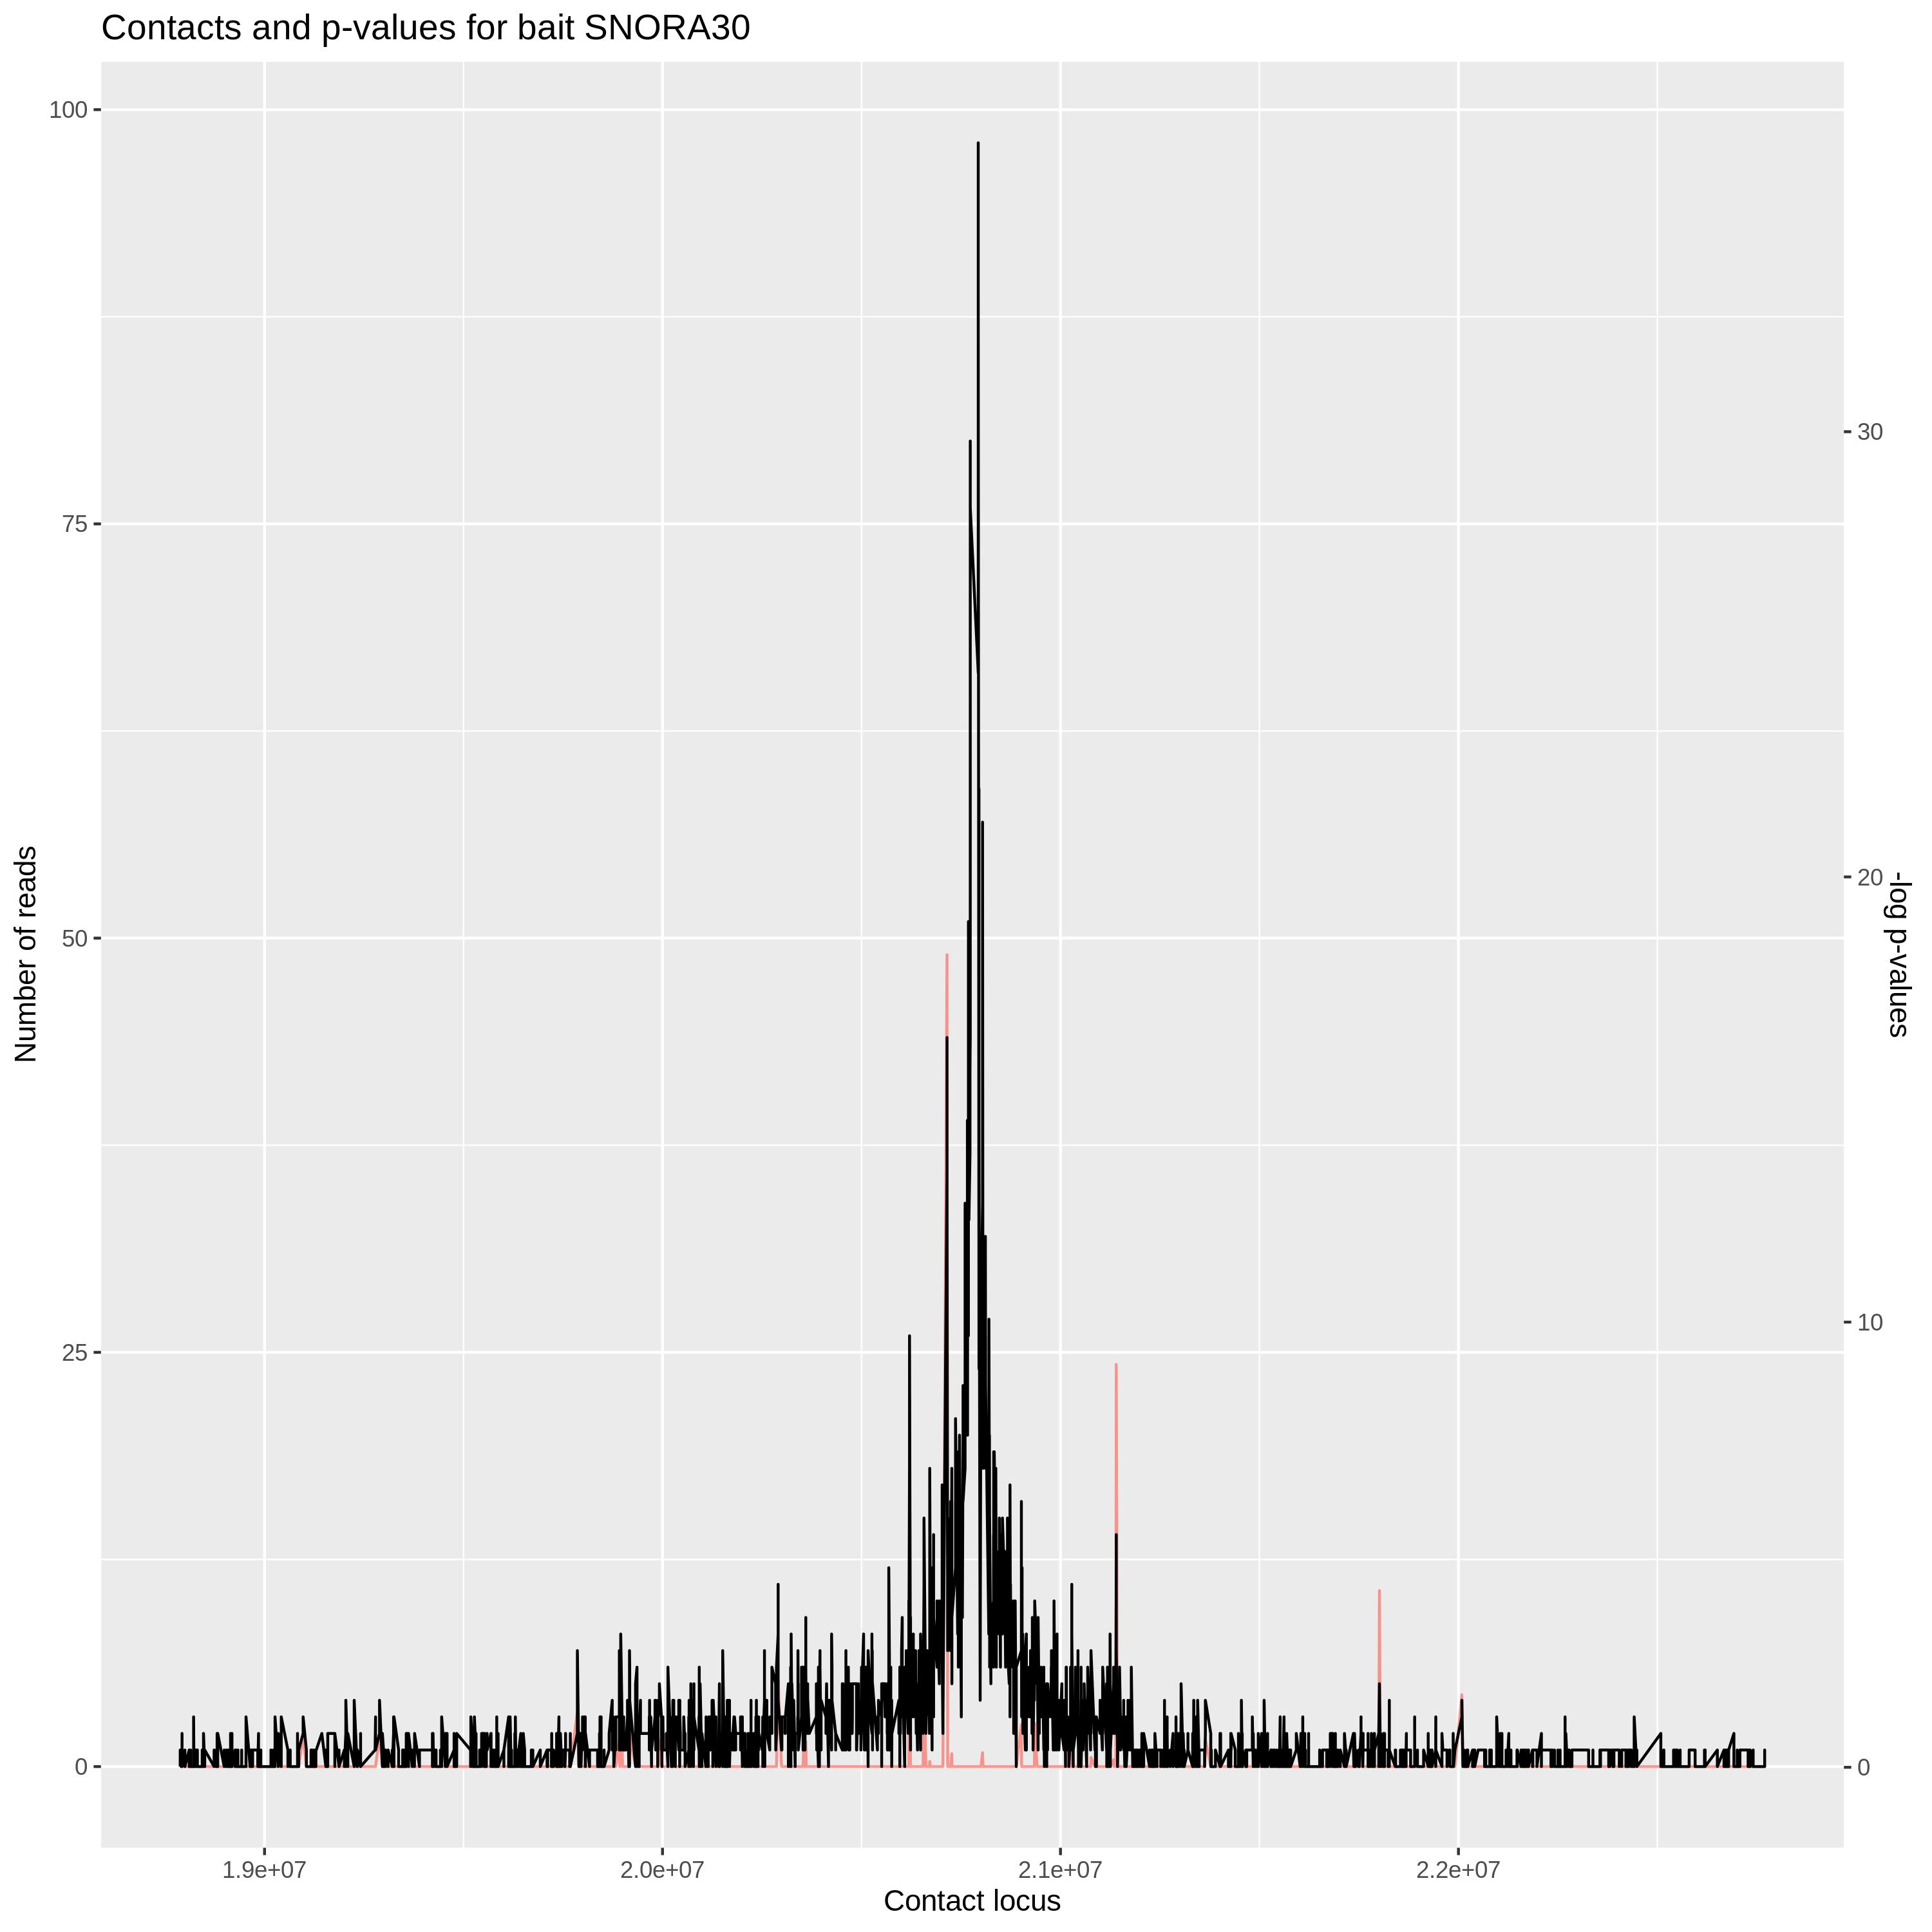 Contacts and p-values for bait SNORA30
100
75
50
25
0
Number of reads
30
20
10
0
-log p-values
1.9e+07 2.0e+07 2.1e+07 2.2e+07
Contact locus